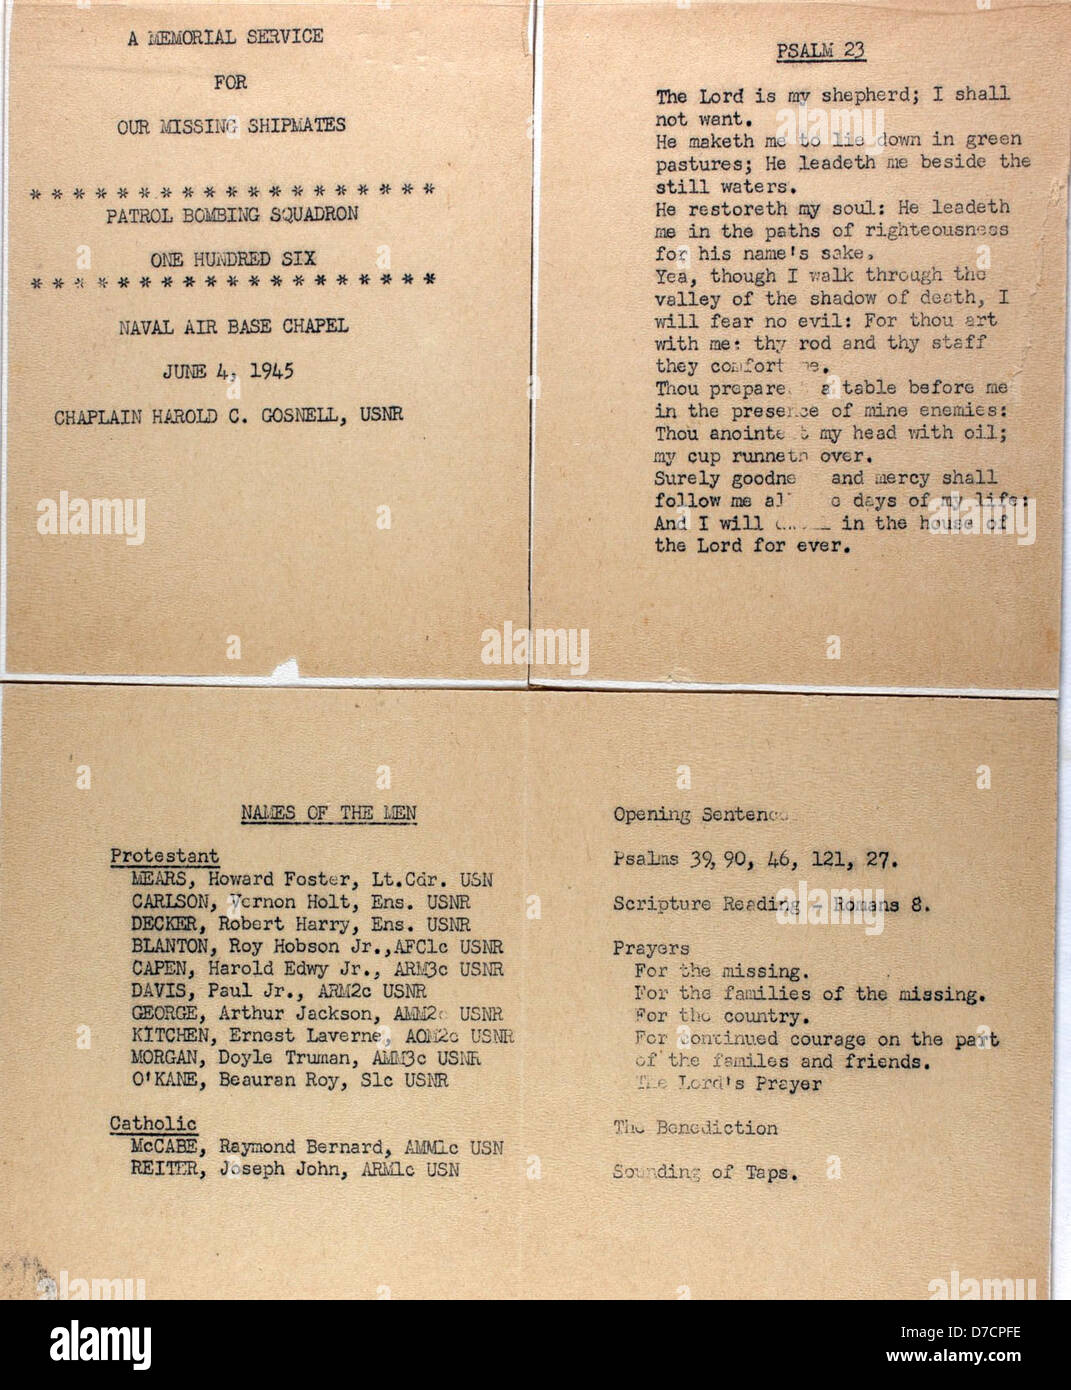 A MEMORIAL SERVICE
FOR
OUR MISSING SHIPMATES
* * * * * * * * * * * * * * * * * * *
PATROL BOMBING SQUADRON
ONE HUNDRED SIX
* * * * * * * * * * * * * * * * * * *
NAVAL AIR BASE CHAPEL
JUNE 4, 1945
CHAPLAIN HAROLD C. GOSNELL, USNR
PSALM 23
The Lord is my shepherd; I shall
not want.
He maketh me to lie down in green
pastures; He leadeth me beside the
still waters.
He restoreth my soul: He leadeth
me in the paths of righteousness
for his name's sake,
Yea, though I walk through the
valley of the shadow of death, I
will fear no evil: For thou art
with me: thy rod and thy staff
they comfort me.
Thou prepare a table before me
in the presence of mine enemies:
Thou anointe my head with oil;
my cup runneth over.
Surely goodne and mercy shall
follow me al days of my life:
And I will in the house of
the Lord for ever.
NAMES OF THE MEN
Protestant
MEARS, Howard Foster, Lt.Cdr. USN
CARLSON, Vernon Holt, Ens. USNR
DECKER, Robert Harry, Ens. USNR
BLANTON, Roy Hobson Jr.,AFC1c USNR
CAPEN, Harold Edwy Jr., ARM3c USNR
DAVIS, Paul Jr., ARM2c USNR
GEORGE, Arthur Jackson, AMM2c USNR
KITCHEN, Ernest Laverne, AOM2c USNR
MORGAN, Doyle Truman, AMM3c USNR
O'KANE, Beauran Roy, S1c USNR
Catholic
McCABE, Raymond Bernard, AMM1c USN
REITER, Joseph John, ARM1c USN
Opening Sentence
Psalms 39, 90, 46, 121, 27.
Scripture Reading - Romans 8.
Prayers
For the missing.
For the families of the missing.
For the country.
For continued courage on the part
of the familes and friends.
The Lord's Prayer
The Benediction
Sounding of Taps.
alamy
Image ID: D7CPFE
www.alamy.com